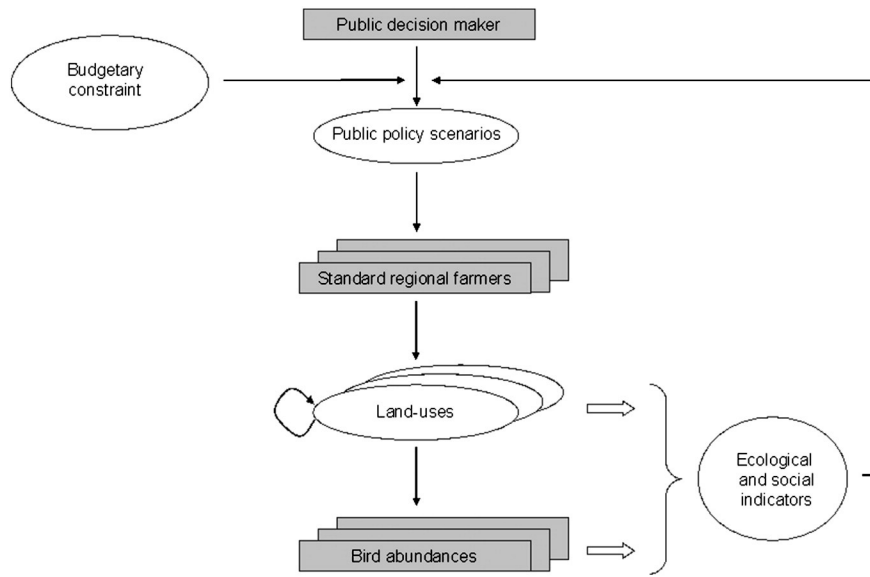 Public decision maker
Budgetary
constraint
Public policy scenarios
Standard regional farmers
Land-uses
Ecological
and social
indicators
Bird abundances